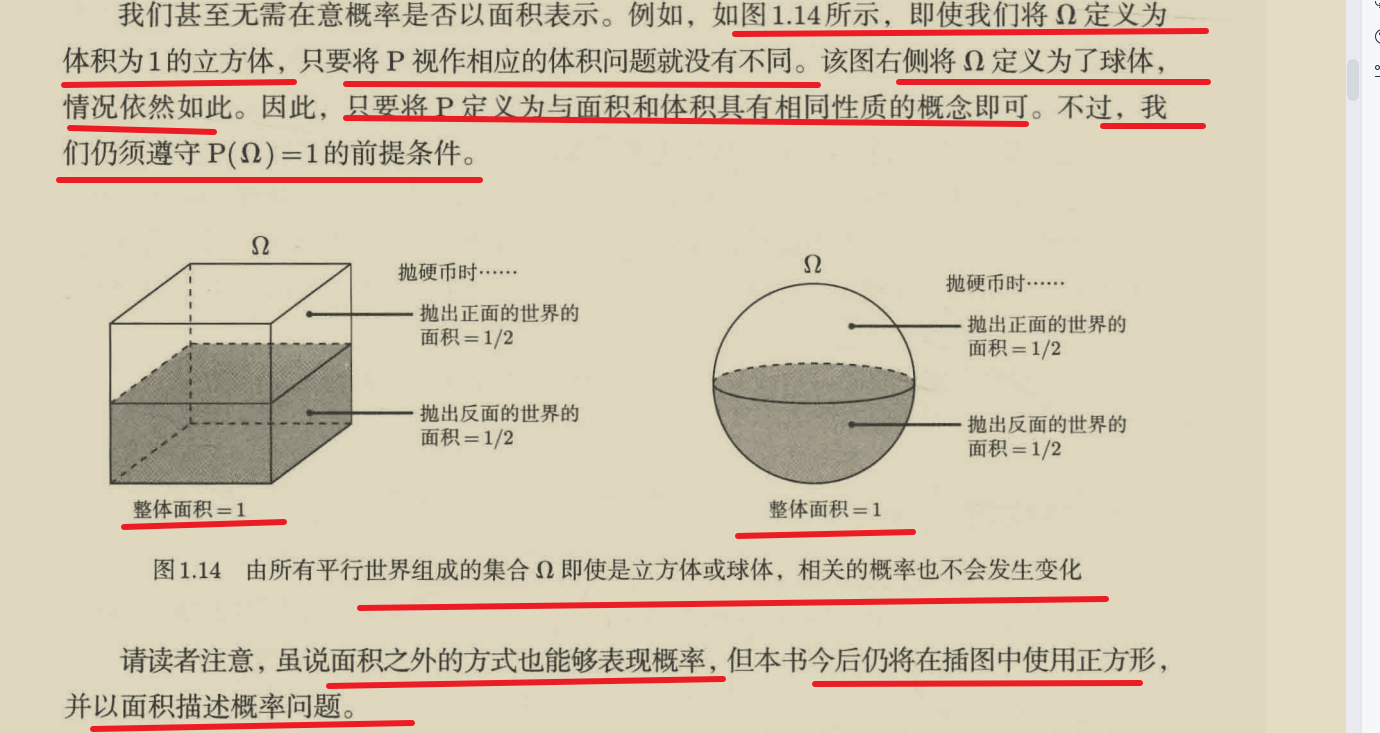 我们甚至无需在意概率是否以面积表示。例如，如图1.14所示，即使我们将 Ω 定义为
体积为1的立方体，只要将 P 视作相应的体积问题就没有不同。该图右侧将 Ω 定义为了球体，
情况依然如此。因此，只要将 P 定义为与面积和体积具有相同性质的概念即可。不过，我
们仍须遵守 P(Ω)=1的前提条件。
Ω
抛硬币时……
抛出正面的世界的
面积=1/2
抛出反面的世界的
面积=1/2
整体面积=1
Ω
抛硬币时……
抛出正面的世界的
面积=1/2
抛出反面的世界的
面积=1/2
整体面积=1
图1.14 由所有平行世界组成的集合 Ω 即使是立方体或球体，相关的概率也不会发生变化
请读者注意，虽说面积之外的方式也能够表现概率，但本书今后仍将在插图中使用正方形，
并以面积描述概率问题。